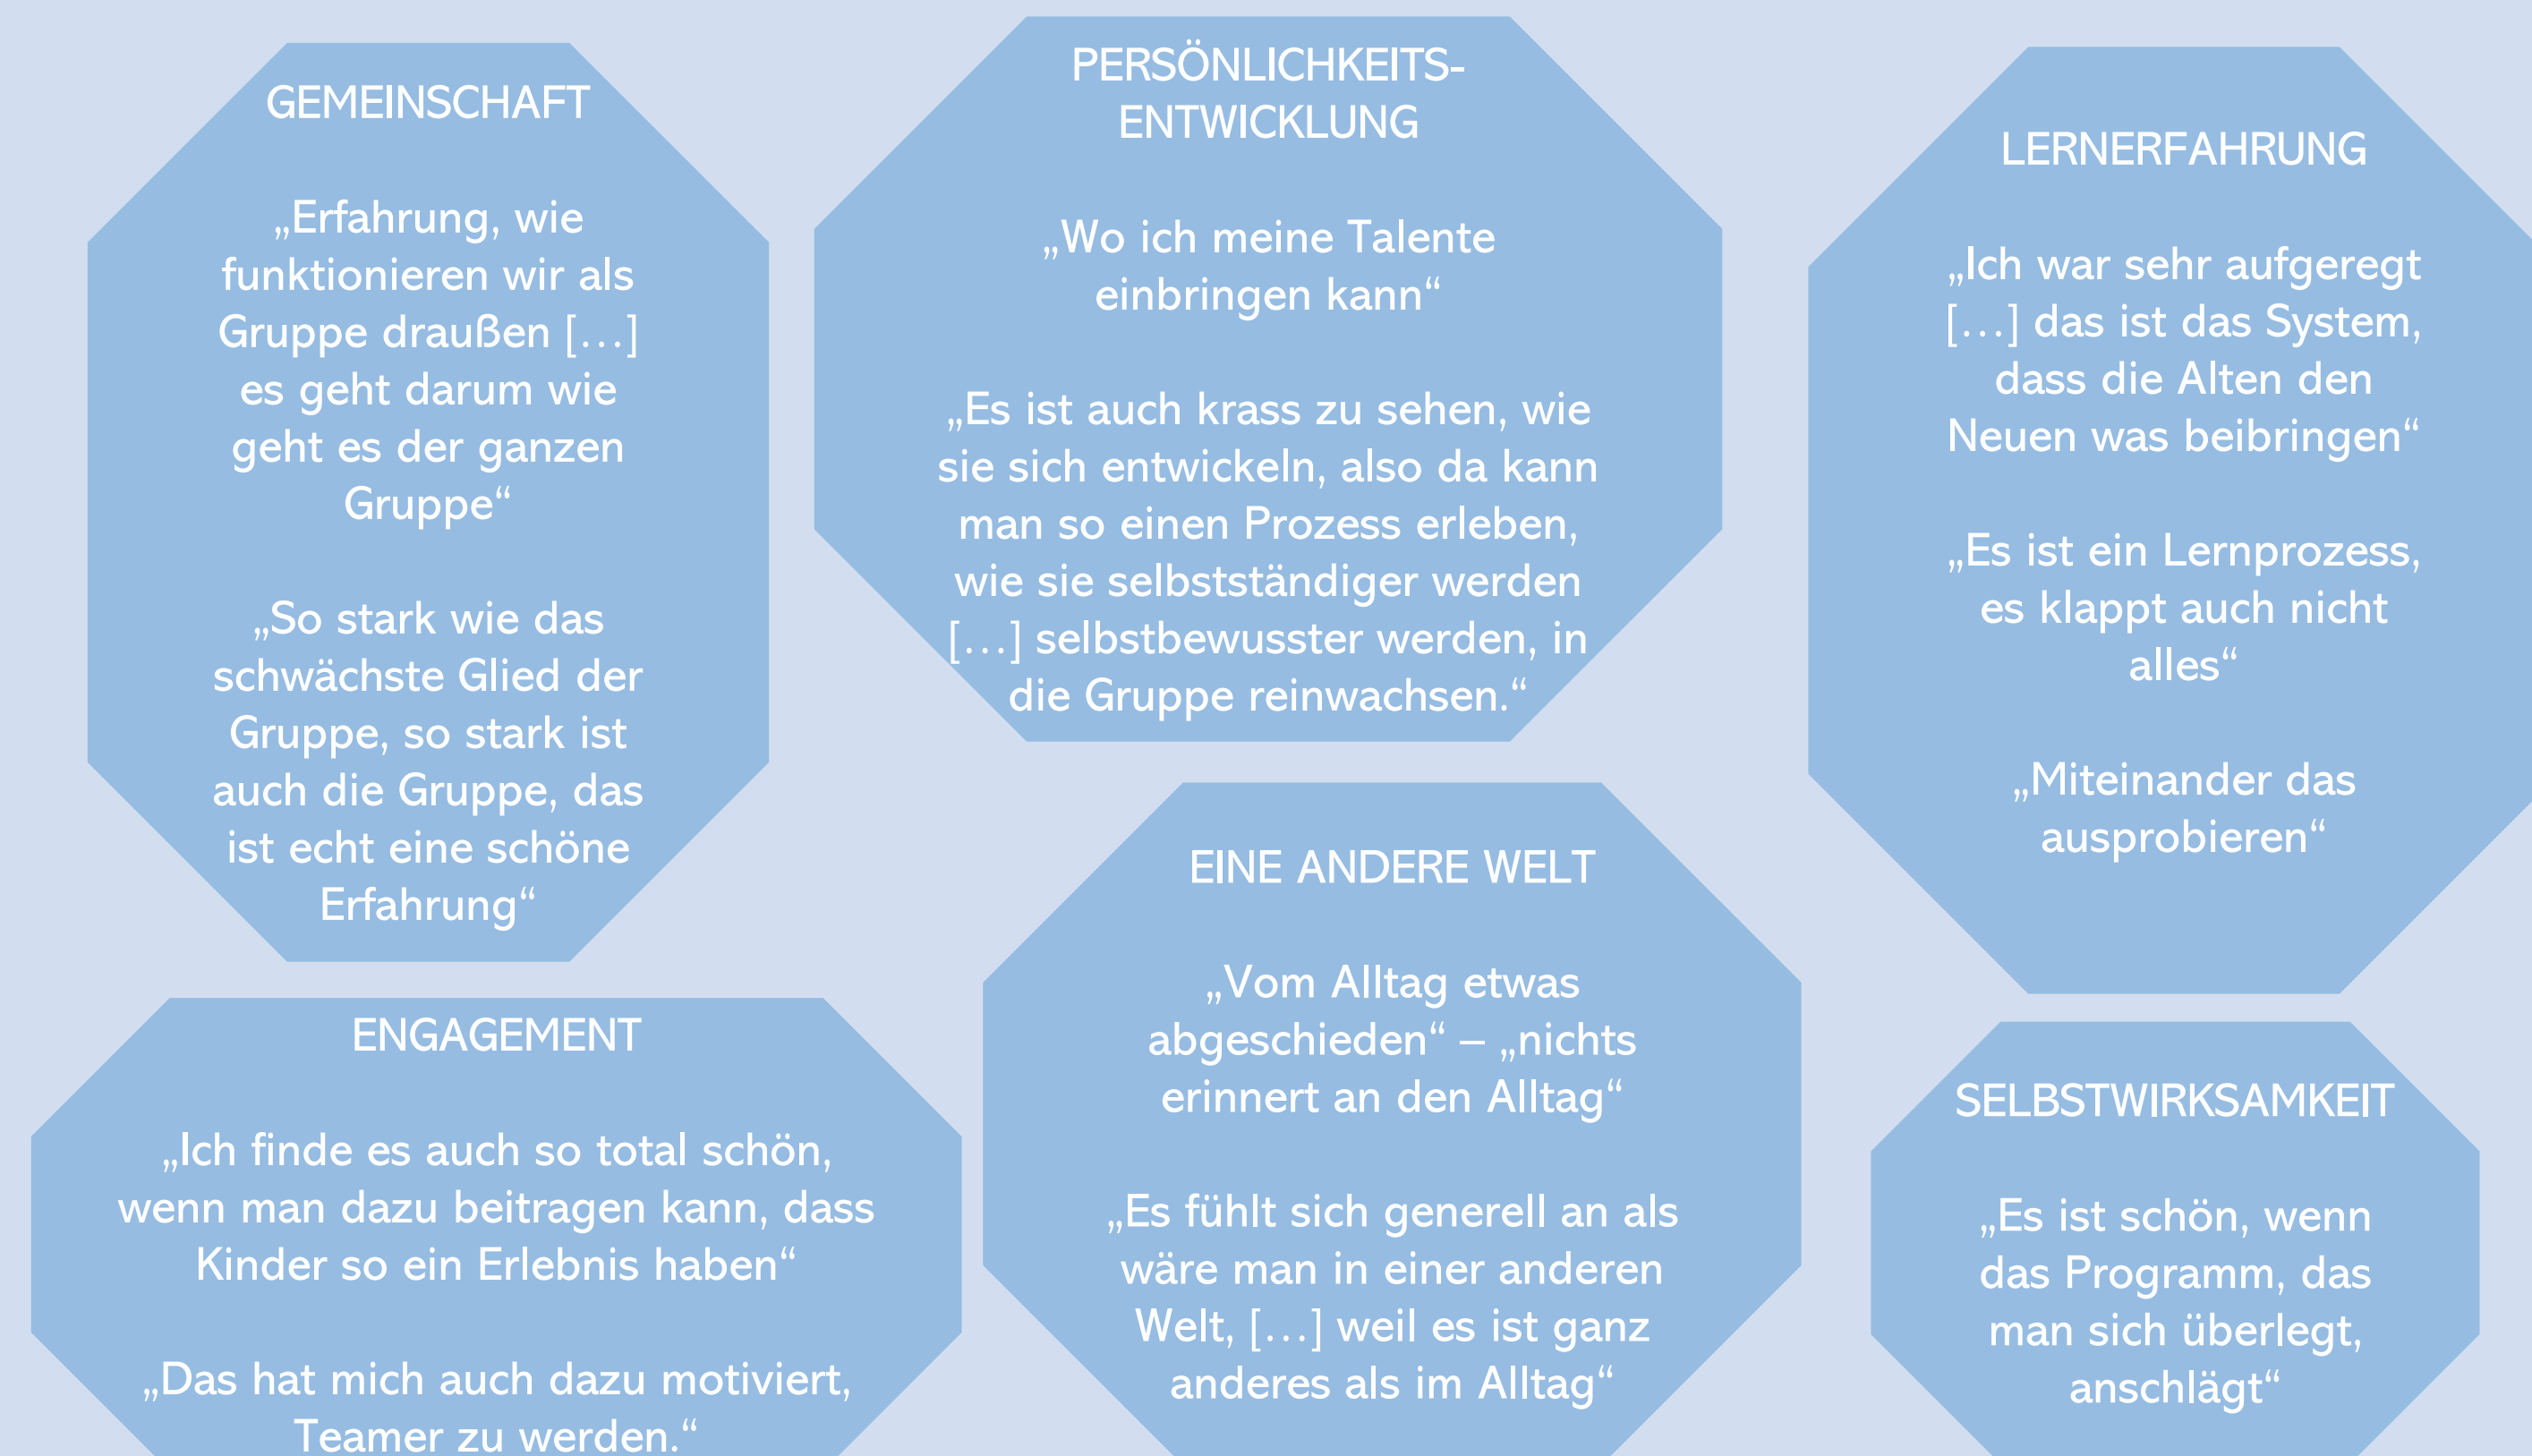 GEMEINSCHAFT
„Erfahrung, wie
funktionieren wir als
Gruppe draußen […]
es geht darum wie
geht es der ganzen
Gruppe“
„So stark wie das
schwächste Glied der
Gruppe, so stark ist
auch die Gruppe, das
ist echt eine schöne
Erfahrung“
PERSÖNLICHKEITS-
ENTWICKLUNG
„Wo ich meine Talente
einbringen kann“
„Es ist auch krass zu sehen, wie
sie sich entwickeln, also da kann
man so einen Prozess erleben,
wie sie selbstständiger werden
[…] selbstbewusster werden, in
die Gruppe reinwachsen.“
LERNERFAHRUNG
„Ich war sehr aufgeregt
[…] das ist das System,
dass die Alten den
Neuen was beibringen“
„Es ist ein Lernprozess,
es klappt auch nicht
alles“
„Miteinander das
ausprobieren“
ENGAGEMENT
„Ich finde es auch so total schön,
wenn man dazu beitragen kann, dass
Kinder so ein Erlebnis haben“
„Das hat mich auch dazu motiviert,
Teamer zu werden.“
EINE ANDERE WELT
„Vom Alltag etwas
abgeschieden“ – „nichts
erinnert an den Alltag“
„Es fühlt sich generell an als
wäre man in einer anderen
Welt, […] weil es ist ganz
anderes als im Alltag“
SELBSTWIRKSAMKEIT
„Es ist schön, wenn
das Programm, das
man sich überlegt,
anschlägt“